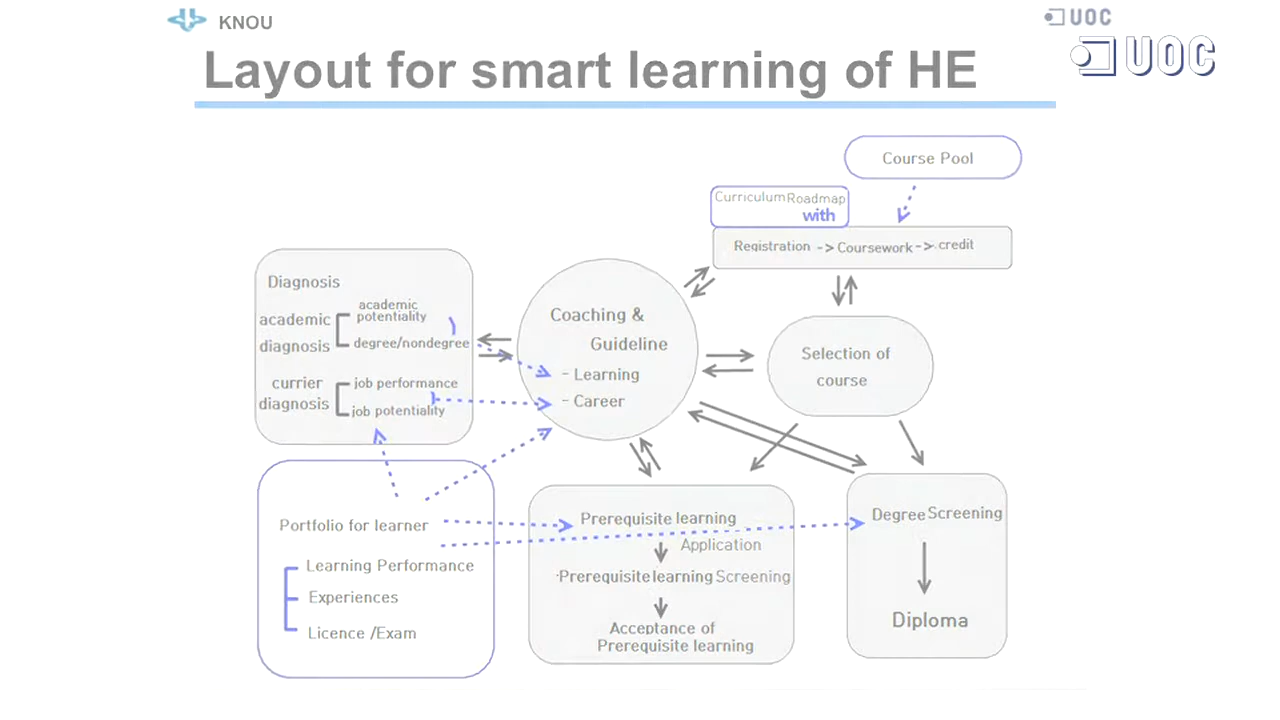 KNOU
UOC
UOC
Layout for smart learning of HE
Course Pool
Curriculum Roadmap
with
Registration -> Coursework -> credit
Diagnosis
academic
potentiality
academic
diagnosis
degree/nondegree
currier
diagnosis
job performance
job potentiality
Coaching &
Guideline
- Learning
- Career
Selection of
course
Portfolio for learner
Learning Performance
Experiences
Licence /Exam
Prerequisite learning
Application
·Prerequisite learning Screening
Acceptance of
Prerequisite learning
Degree Screening
Diploma